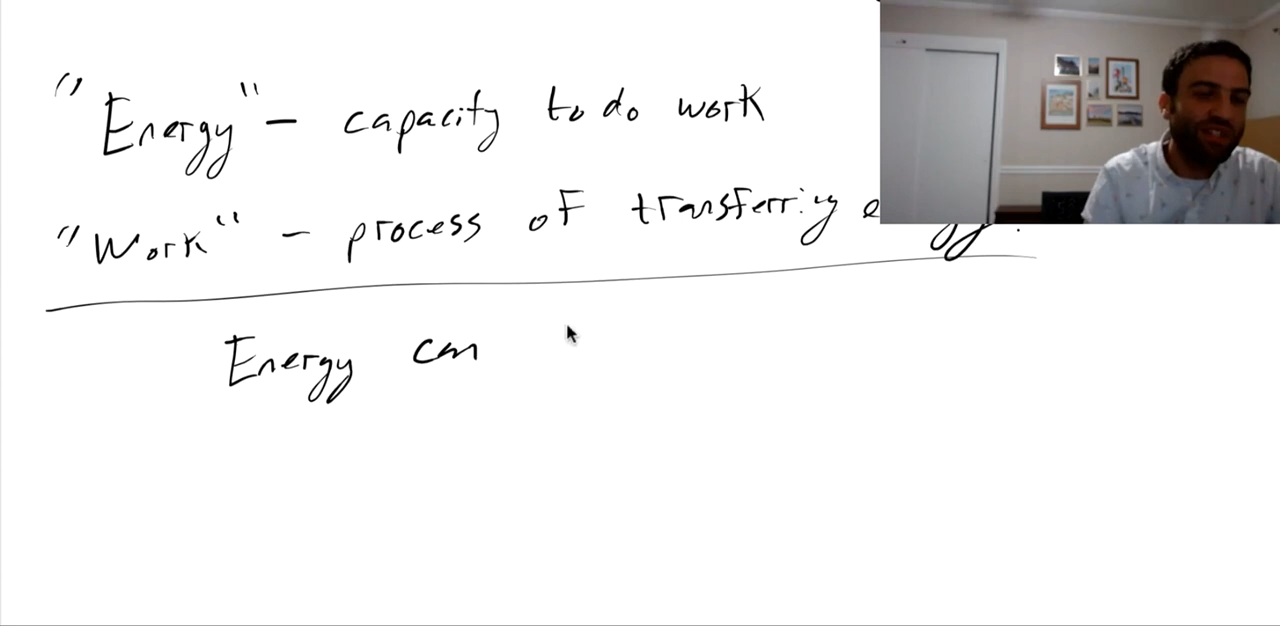 "Energy" - capacity to do work
"Work" - process of transferring
Energy can